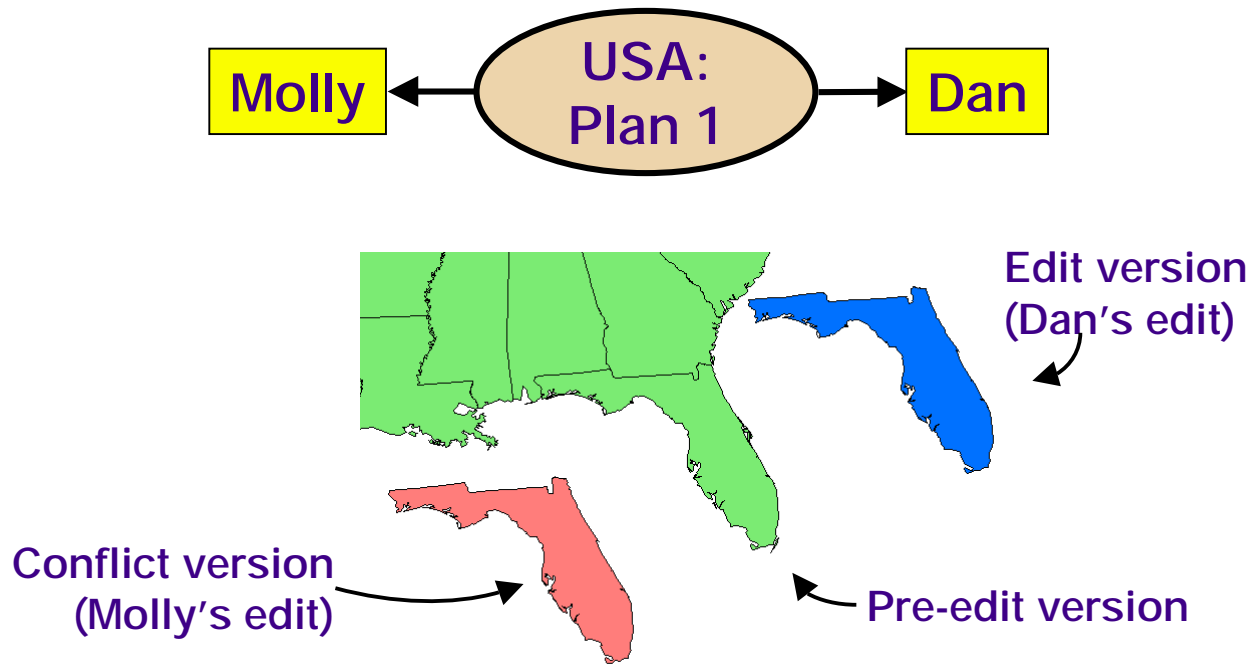 Molly
USA:
Plan 1
Dan
Edit version
(Dan's edit)
Conflict version
(Molly's edit)
Pre-edit version